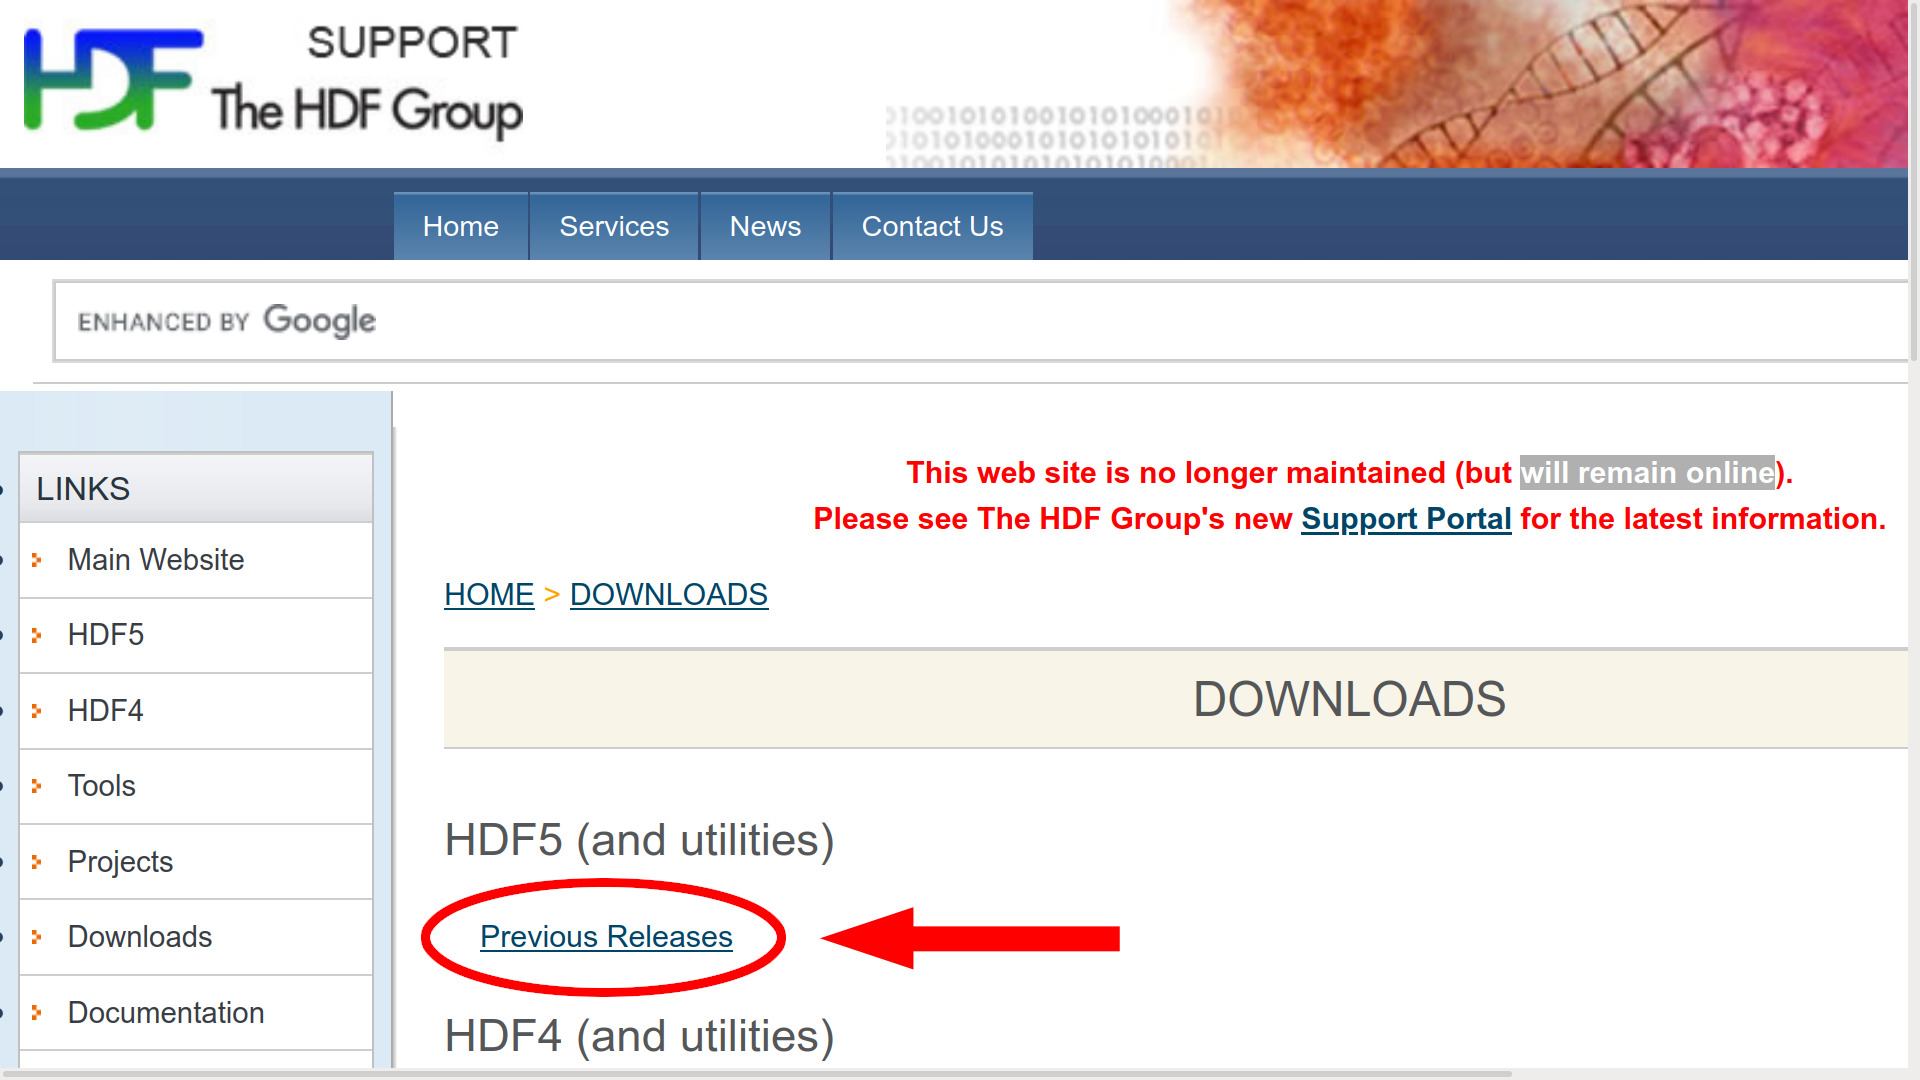 HDF
SUPPORT
The HDF Group
Home
Services
News
Contact Us
ENHANCED BY Google
LINKS
Main Website
HDF5
HDF4
Tools
Projects
Downloads
Documentation
This web site is no longer maintained (but will remain online).
Please see The HDF Group's new Support Portal for the latest information.
HOME > DOWNLOADS
DOWNLOADS
HDF5 (and utilities)
Previous Releases
HDF4 (and utilities)